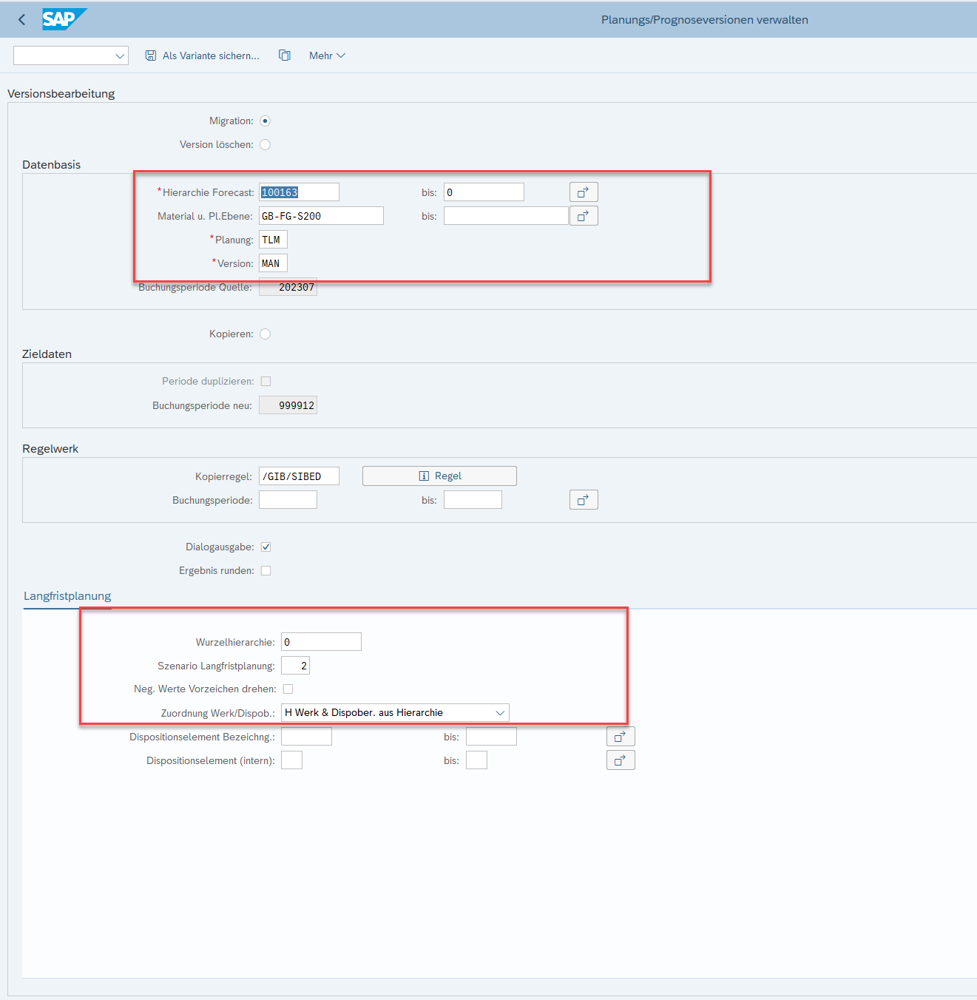 SAP Planungs/Prognoseversionen verwalten
Als Variante sichern... Mehr
Versionsbearbeitung
Migration:
Version löschen:
Datenbasis
*Hierarchie Forecast: 100163 bis: 0
Material u. Pl.Ebene: GB-FG-S200 bis:
*Planung: TLM
*Version: MAN
Buchungsperiode Quelle: 202307
Kopieren:
Zieldaten
Periode duplizieren:
Buchungsperiode neu: 999912
Regelwerk
Kopierregel: /GIB/SIBED Regel
Buchungsperiode: bis:
Dialogausgabe:
Ergebnis runden:
Langfristplanung
Wurzelhierarchie: 0
Szenario Langfristplanung: 2
Neg. Werte Vorzeichen drehen:
Zuordnung Werk/Dispob.: H Werk & Dispober. aus Hierarchie
Dispositionselement Bezeichng.: bis:
Dispositionselement (intern): bis: